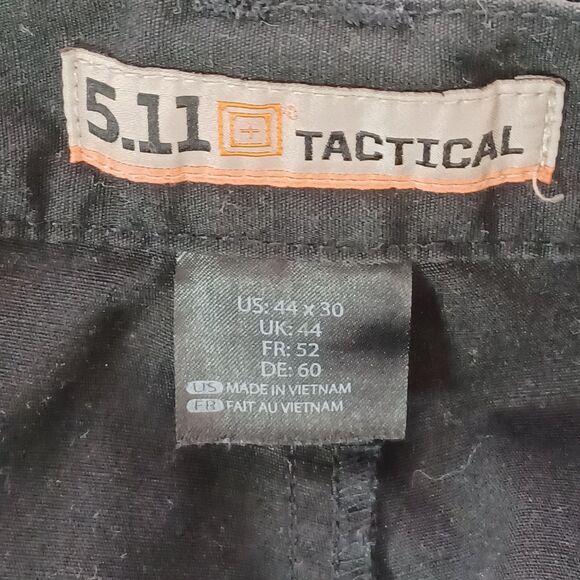 5.11 ® TACTICAL
US: 44 x 30
UK: 44
FR: 52
DE: 60
US MADE IN VIETNAM
FR FAIT AU VIETNAM